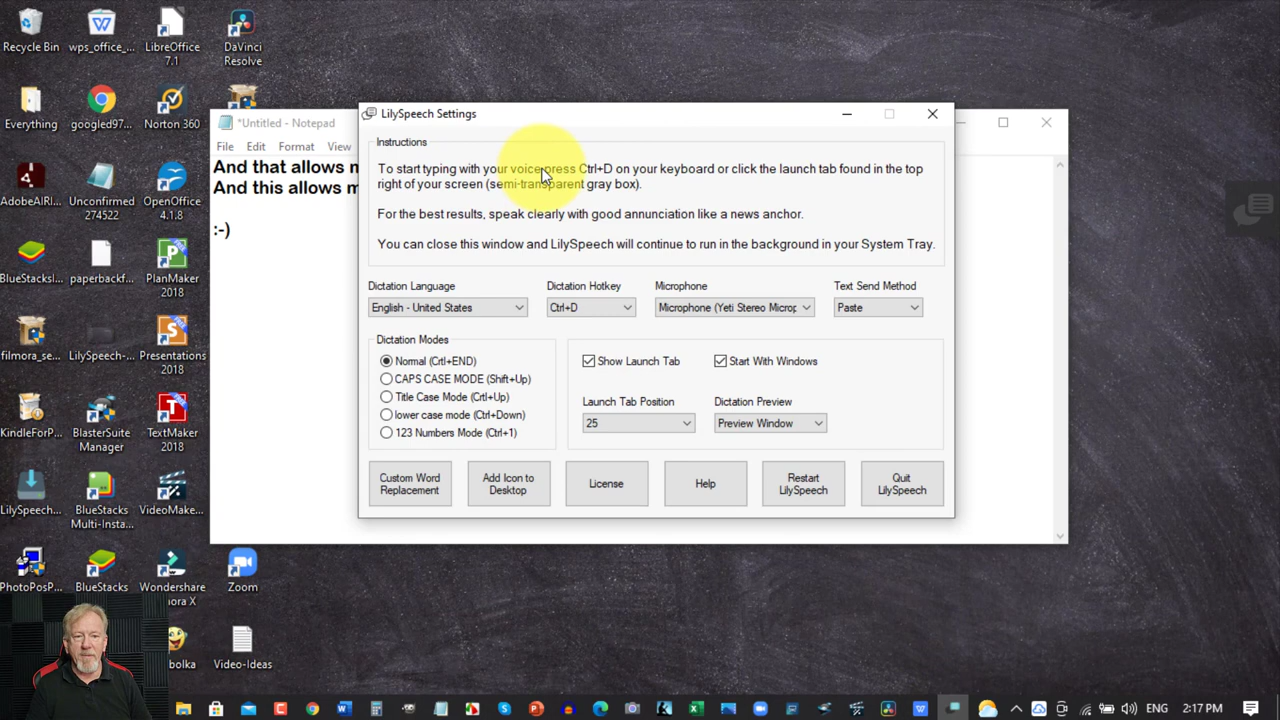 Recycle Bin
wps_office_...
LibreOffice
7.1
DaVinci
Resolve
Everything
googled97...
Norton 360
AdobeAIRI...
Unconfirmed
274522
OpenOffice
4.1.8
BlueStacksI...
paperbackf...
PlanMaker
2018
filmora_se...
LilySpeech-...
Presentations
2018
KindleForP...
BlasterSuite
Manager
TextMaker
2018
LilySpeech...
BlueStacks
Multi-Insta...
VideoMake...
PhotoPosP...
BlueStacks
Wondershare
Zoom
Video-Ideas
*Untitled - Notepad
File Edit Format View
And that allows m
And this allows m
:-)
LilySpeech Settings
Instructions
To start typing with your voice press Ctrl+D on your keyboard or click the launch tab found in the top
right of your screen (semi-transparent gray box).
For the best results, speak clearly with good annunciation like a news anchor.
You can close this window and LilySpeech will continue to run in the background in your System Tray.
Dictation Language Dictation Hotkey Microphone Text Send Method
English - United States Ctrl+D Microphone (Yeti Stereo Microp Paste
Dictation Modes
Normal (Crtl+END)
CAPS CASE MODE (Shift+Up)
Title Case Mode (Crtl+Up)
lower case mode (Ctrl+Down)
123 Numbers Mode (Ctrl+1)
Show Launch Tab Start With Windows
Launch Tab Position Dictation Preview
25 Preview Window
Custom Word
Replacement
Add Icon to
Desktop
License
Help
Restart
LilySpeech
Quit
LilySpeech
ENG 2:17 PM